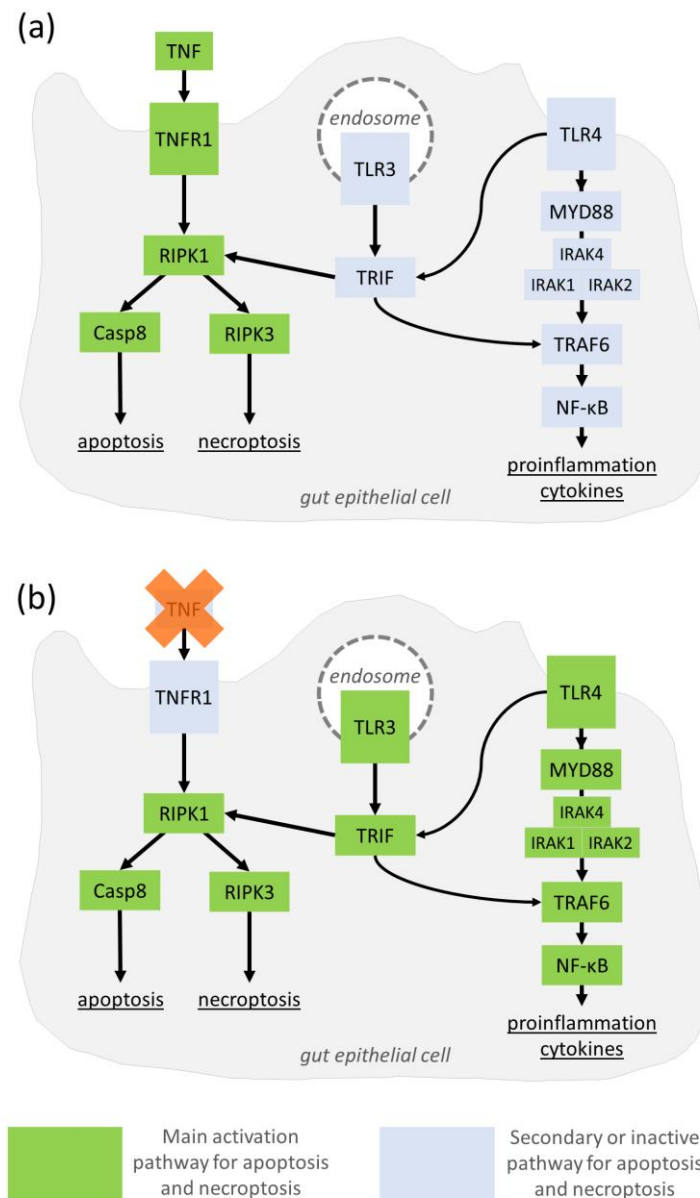 (a)
TNF
TNFR1
endosome
TLR3
TLR4
MYD88
IRAK4
IRAK1 IRAK2
RIPK1
TRIF
Casp8
RIPK3
TRAF6
NF-κB
apoptosis
necroptosis
proinflammation
cytokines
gut epithelial cell
(b)
TNF
TNFR1
endosome
TLR3
TLR4
MYD88
IRAK4
IRAK1 IRAK2
RIPK1
TRIF
Casp8
RIPK3
TRAF6
NF-κB
apoptosis
necroptosis
proinflammation
cytokines
gut epithelial cell
Main activation
pathway for apoptosis
and necroptosis
Secondary or inactive
pathway for apoptosis
and necroptosis